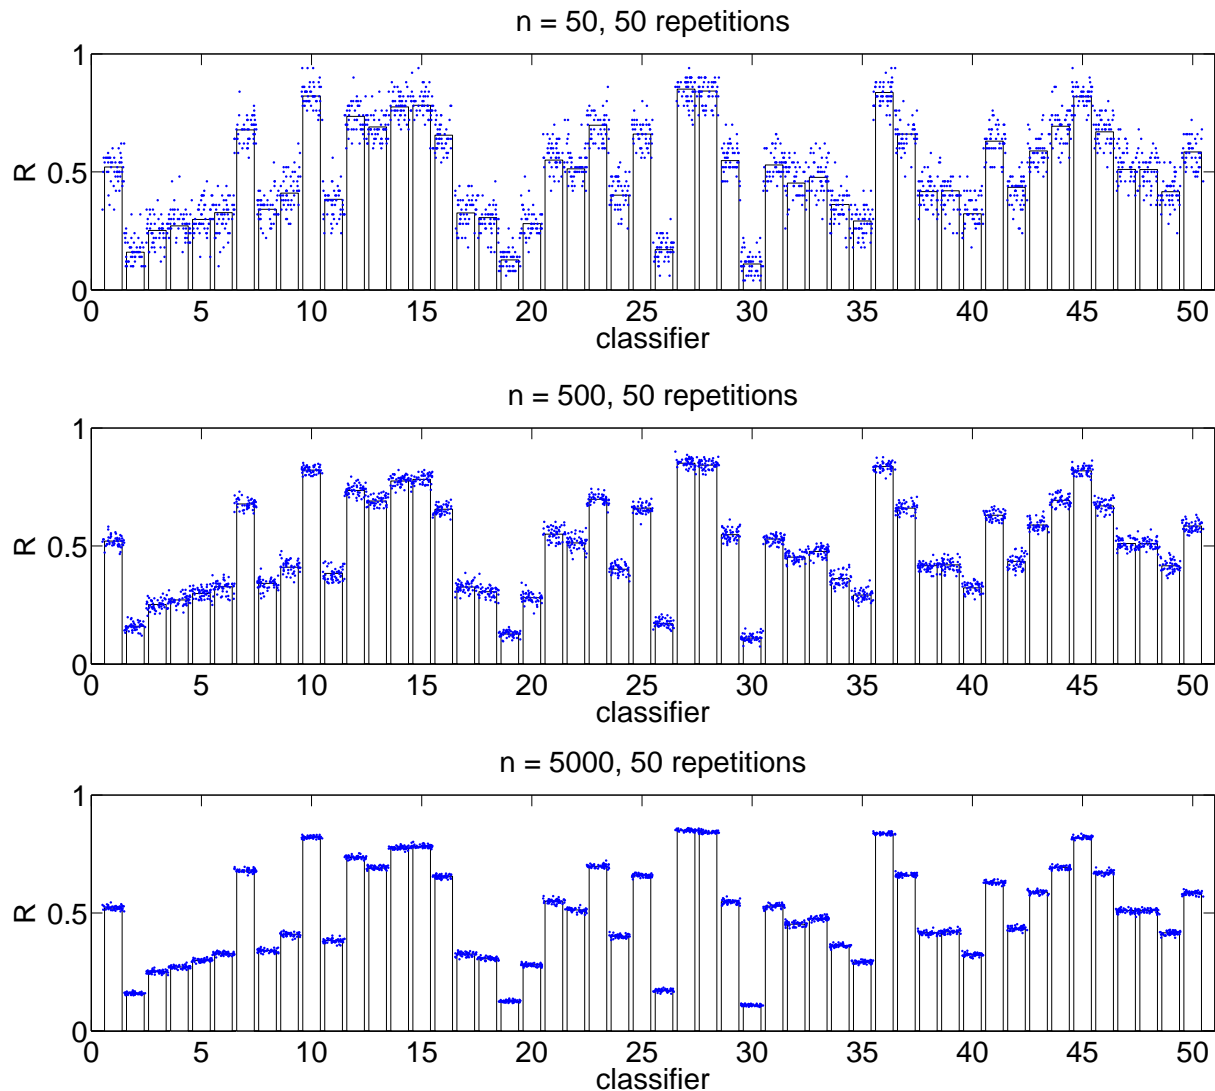 n = 50, 50 repetitions
1
0.5
0
R
0 5 10 15 20 25 30 35 40 45 50
classifier
n = 500, 50 repetitions
1
0.5
0
R
0 5 10 15 20 25 30 35 40 45 50
classifier
n = 5000, 50 repetitions
1
0.5
0
R
0 5 10 15 20 25 30 35 40 45 50
classifier